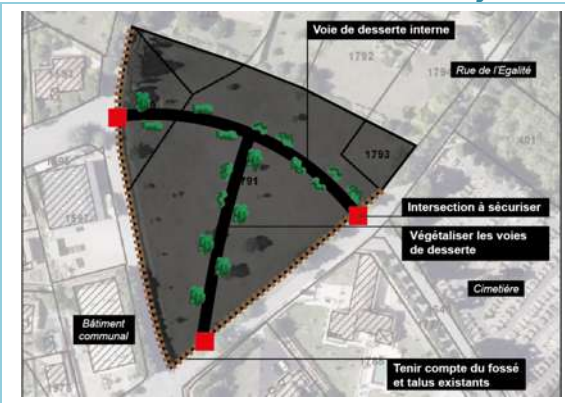 Voie de desserte interne
1792
Rue de l'Egalité
1793
401
Intersection à sécuriser
Végétaliser les voies
de desserte
Cimetière
Bâtiment
communal
Tenir compte du fossé
et talus existants